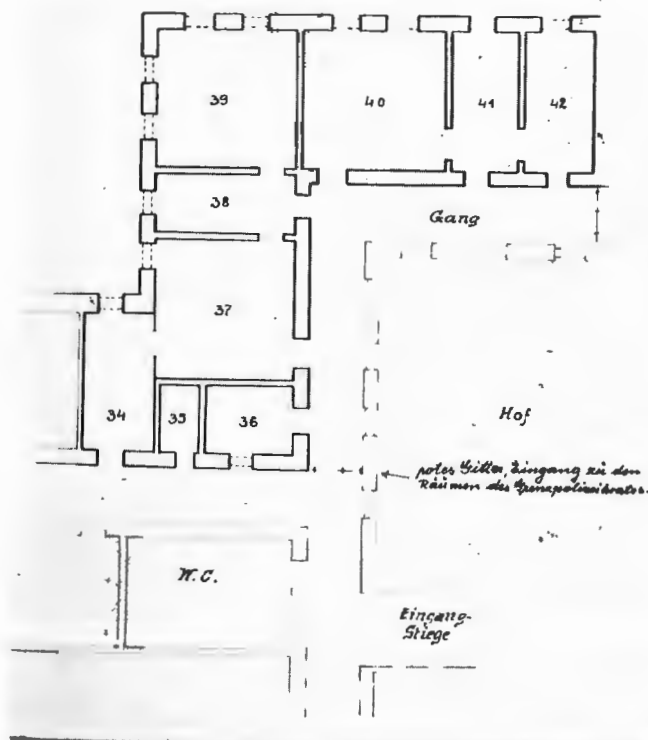 39
40
41
42
38
Gang
37
34
35
36
Hof
rotes Gitter, Eingang zu den
Räumen des Grenzpolizeirates.
W.C.
Eingang-
Stiege